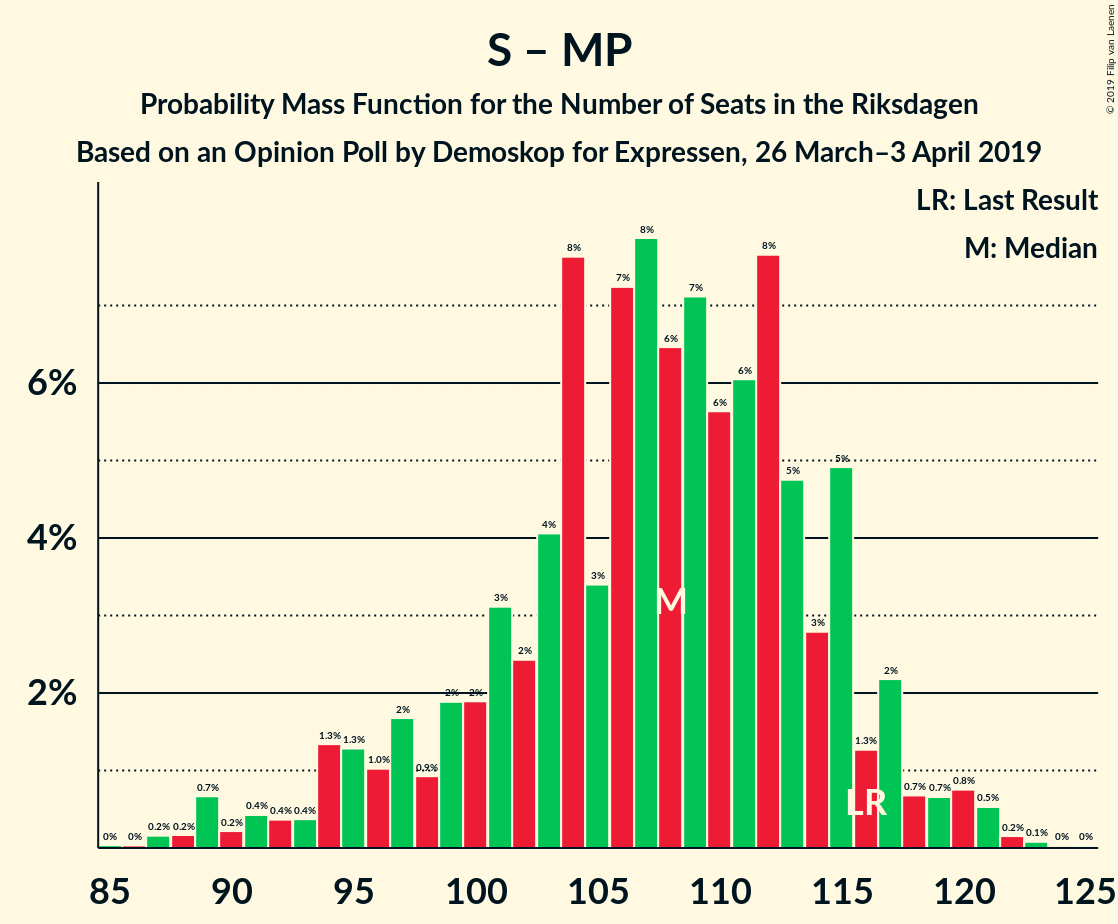 S – MP
Probability Mass Function for the Number of Seats in the Riksdagen
Based on an Opinion Poll by Demoskop for Expressen, 26 March–3 April 2019
© 2019 Filip van Laenen
LR: Last Result
M: Median
6%
4%
2%
0% 0% 0.2% 0.2% 0.7% 0.2% 0.4% 0.4% 0.4% 1.3% 1.3% 1.0% 2% 0.9% 2% 2% 3% 2% 4% 8% 3% 7% 8% 6% 7% 6% 6% 8% 5% 3% 5% 1.3% 2% 0.7% 0.7% 0.8% 0.5% 0.2% 0.1% 0% 0%
M
LR
85 90 95 100 105 110 115 120 125